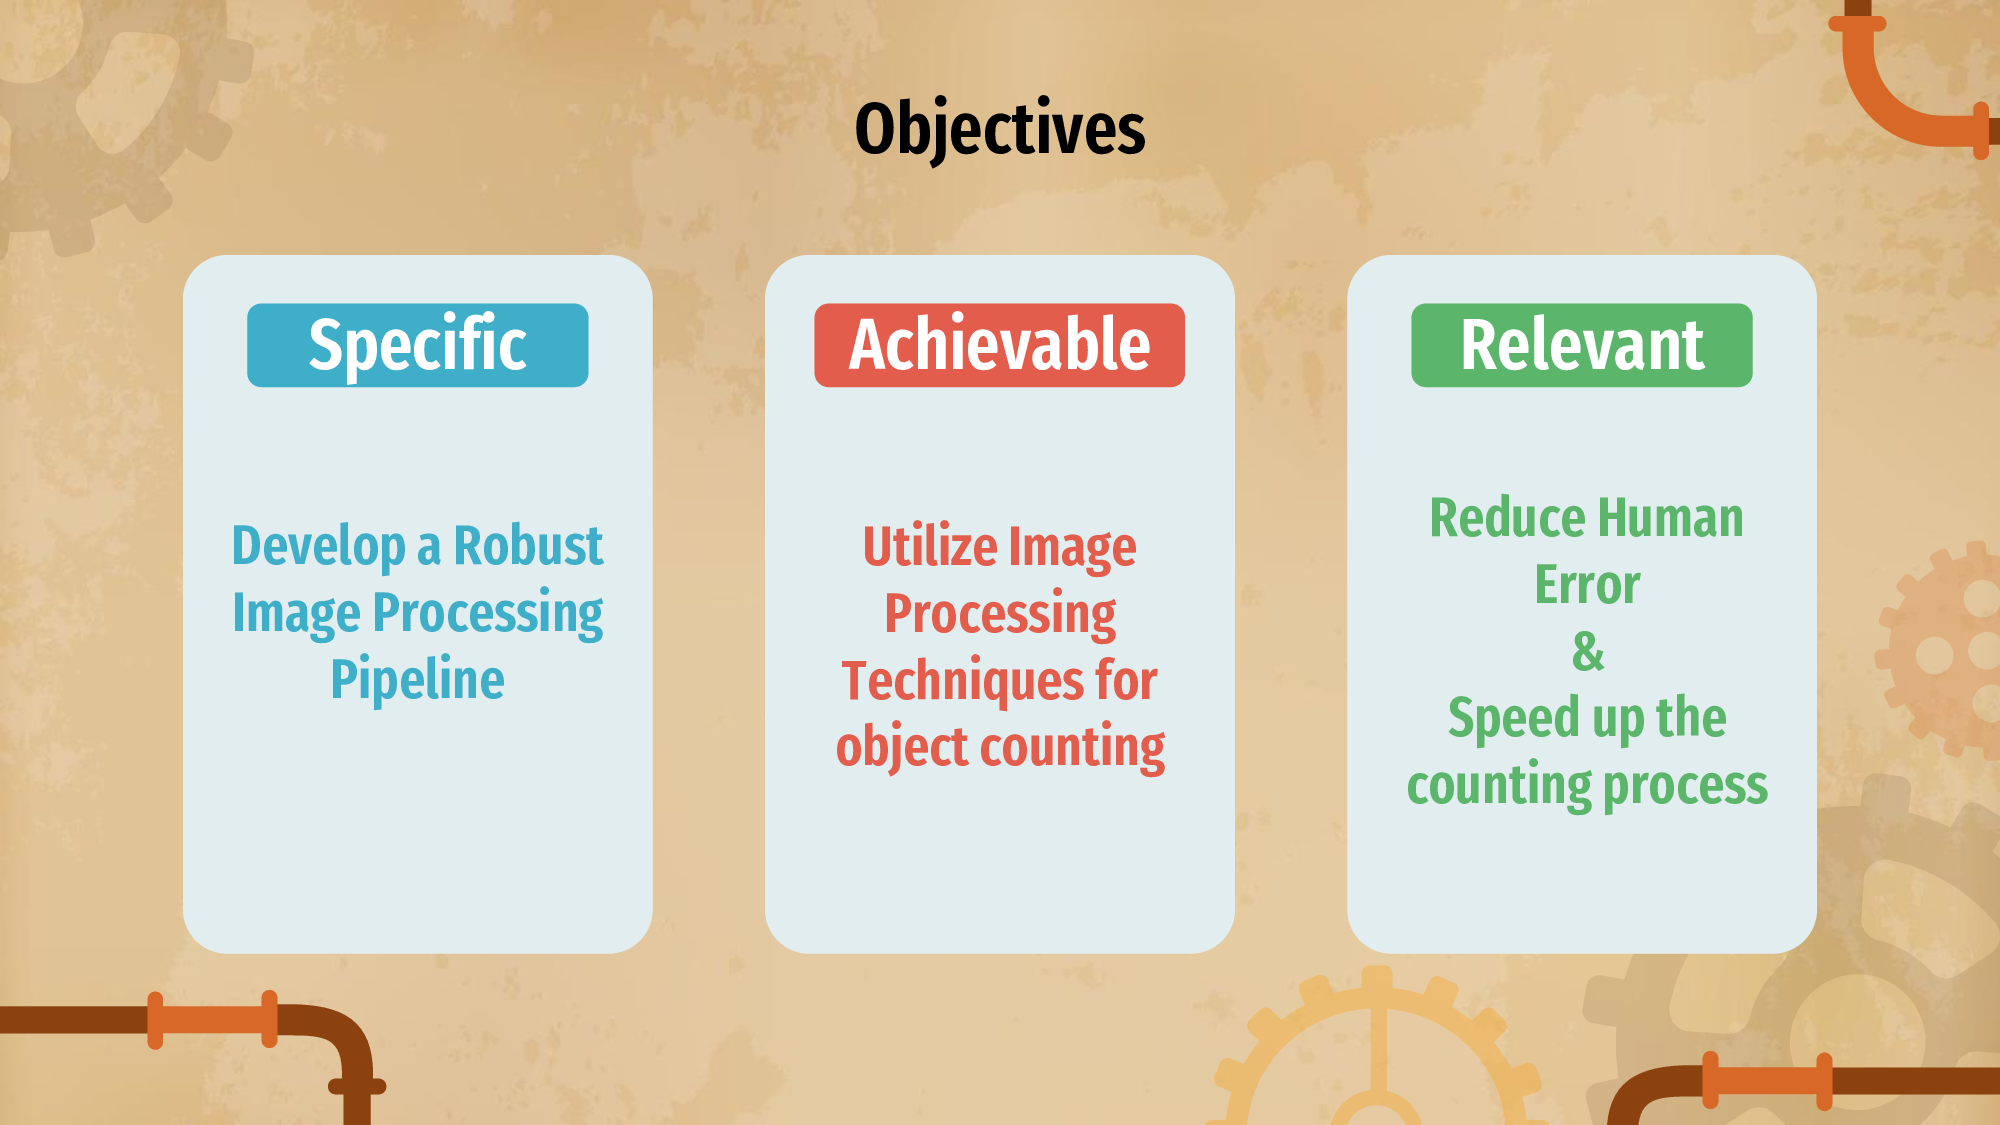 Objectives
Specific
Develop a Robust
Image Processing
Pipeline
Achievable
Utilize Image
Processing
Techniques for
object counting
Relevant
Reduce Human
Error
&
Speed up the
counting process